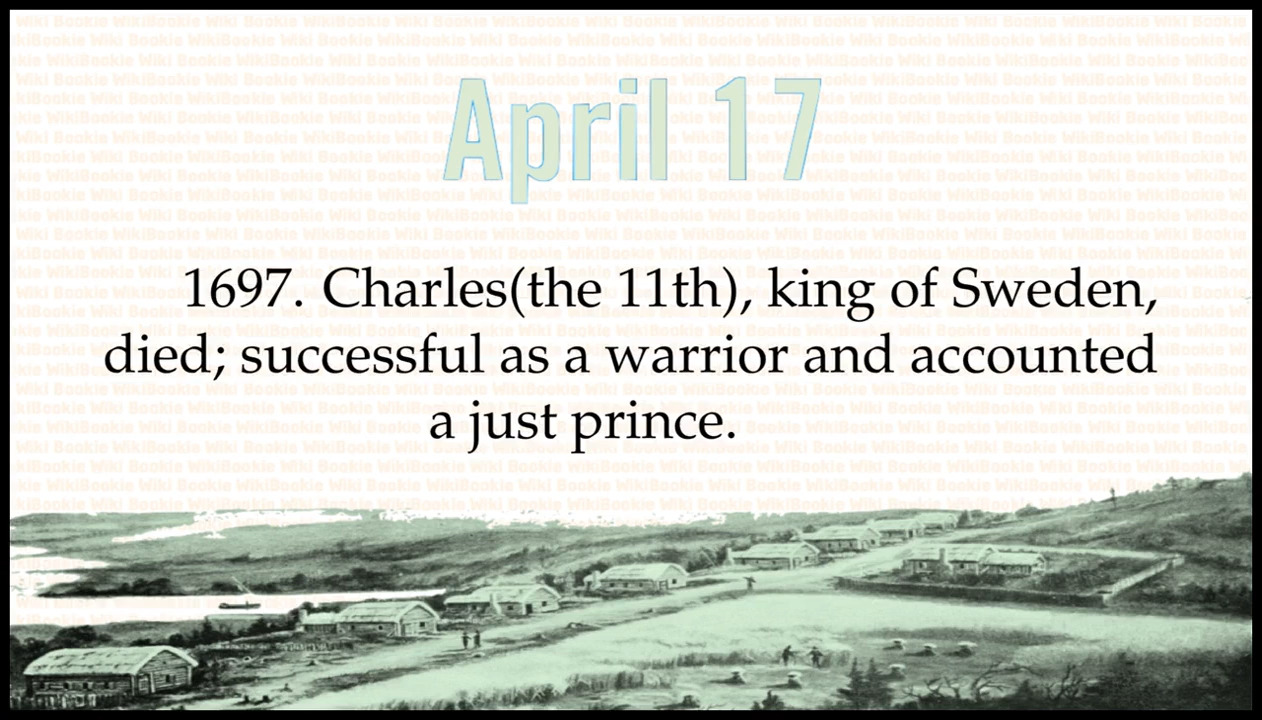 April 17
1697. Charles(the 11th), king of Sweden,
died; successful as a warrior and accounted
a just prince.